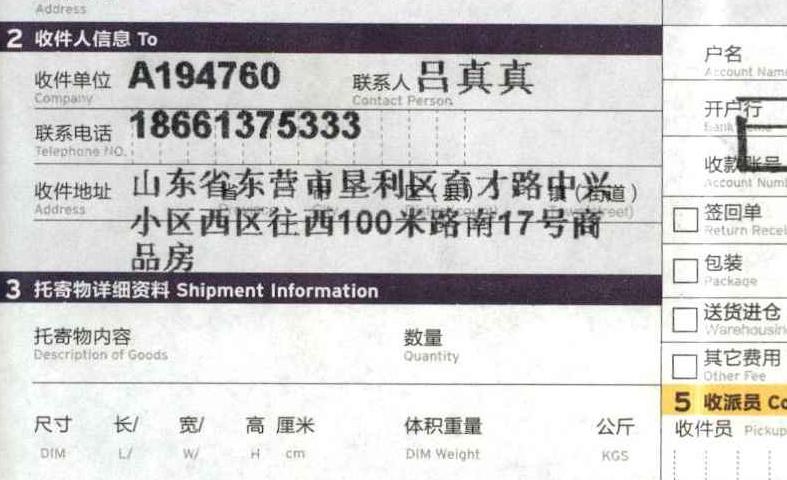 Address
2 收件人信息 To
收件单位 A194760 联系人 吕真真
Company Contact Person
联系电话 18661375333
Telephone NO.
收件地址 山东省东营市垦利区育才路中兴
Address 小区西区往西100米路南17号商
品房
3 托寄物详细资料 Shipment Information
托寄物内容 数量
Description of Goods Quantity
尺寸 长/ 宽/ 高 厘米 体积重量 公斤
DIM L/ W/ H cm DIM Weight KGS
户名
Account Name
开户行
收款账号
Account Num
签回单
Return Recei
包装
Package
送货进仓
Warehousin
其它费用
Other Fee
5 收派员 Co
收件员 Pickup